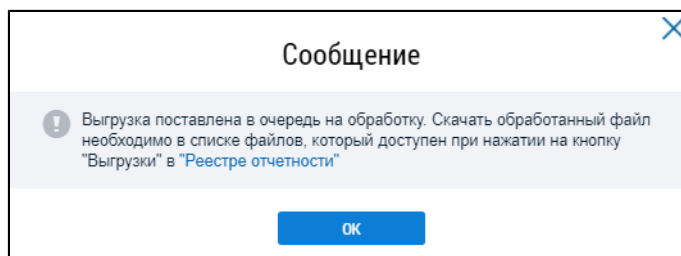 Сообщение
Выгрузка поставлена в очередь на обработку. Скачать обработанный файл
необходимо в списке файлов, который доступен при нажатии на кнопку
"Выгрузки" в "Реестре отчетности"
ОК